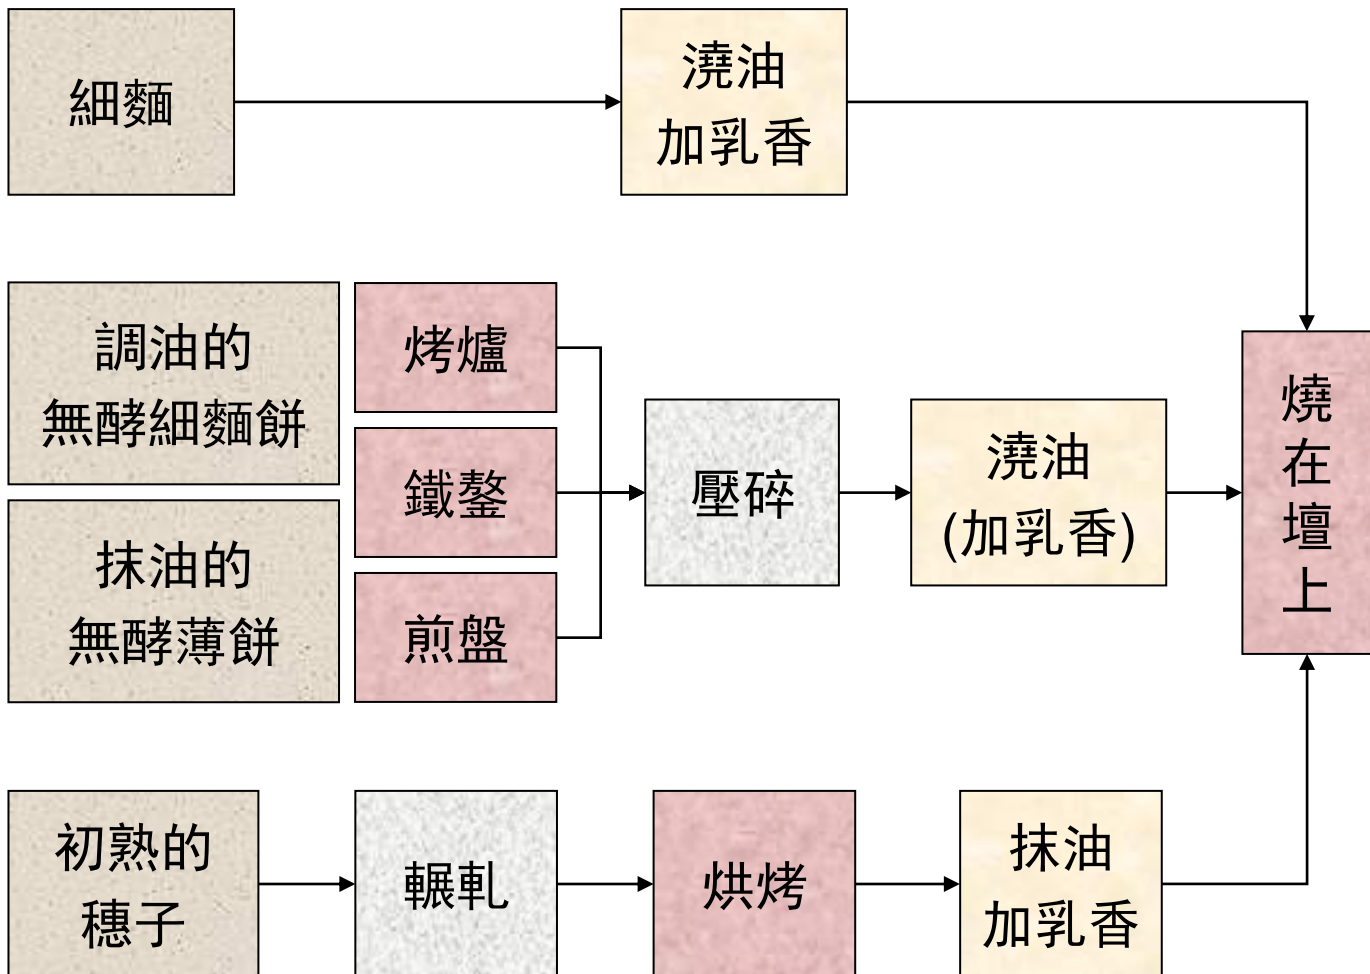 細麵
澆油
加乳香
調油的
無酵細麵餅
抹油的
無酵薄餅
烤爐
鐵鏊
煎盤
壓碎
澆油
(加乳香)
燒
在
壇
上
初熟的
穗子
輾軋
烘烤
抹油
加乳香